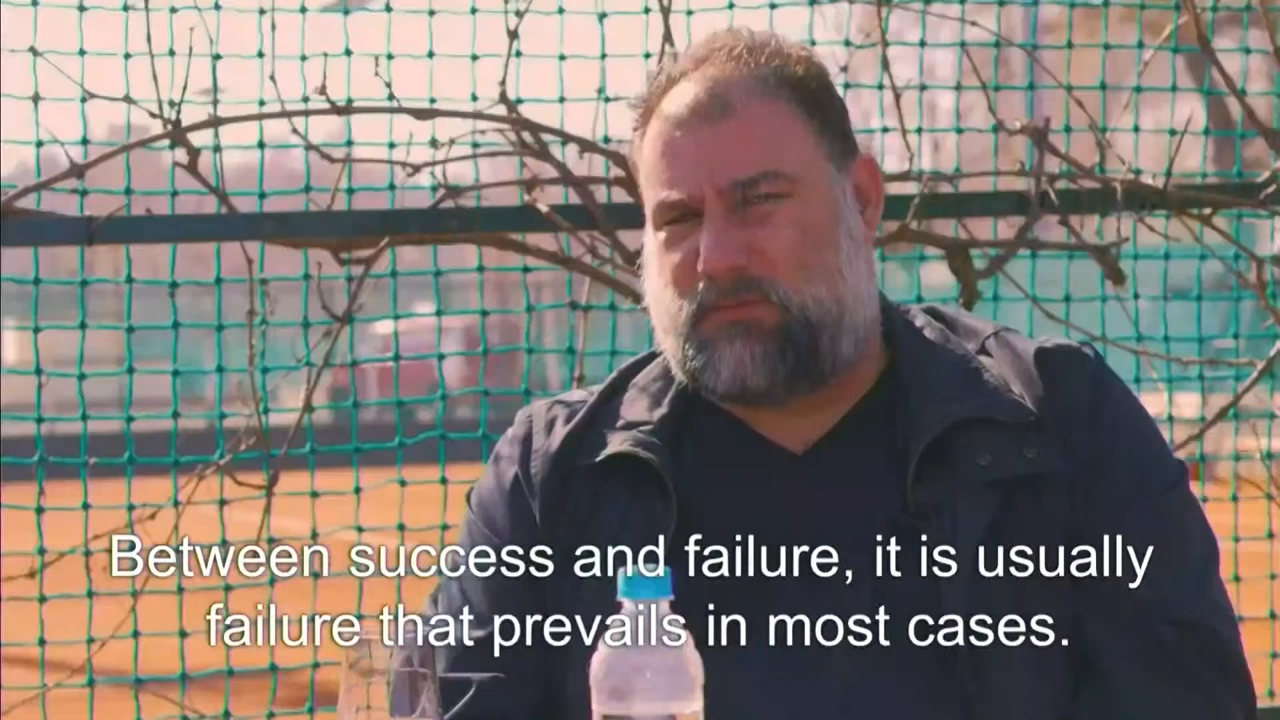 Between success and failure, it is usually
failure that prevails in most cases.